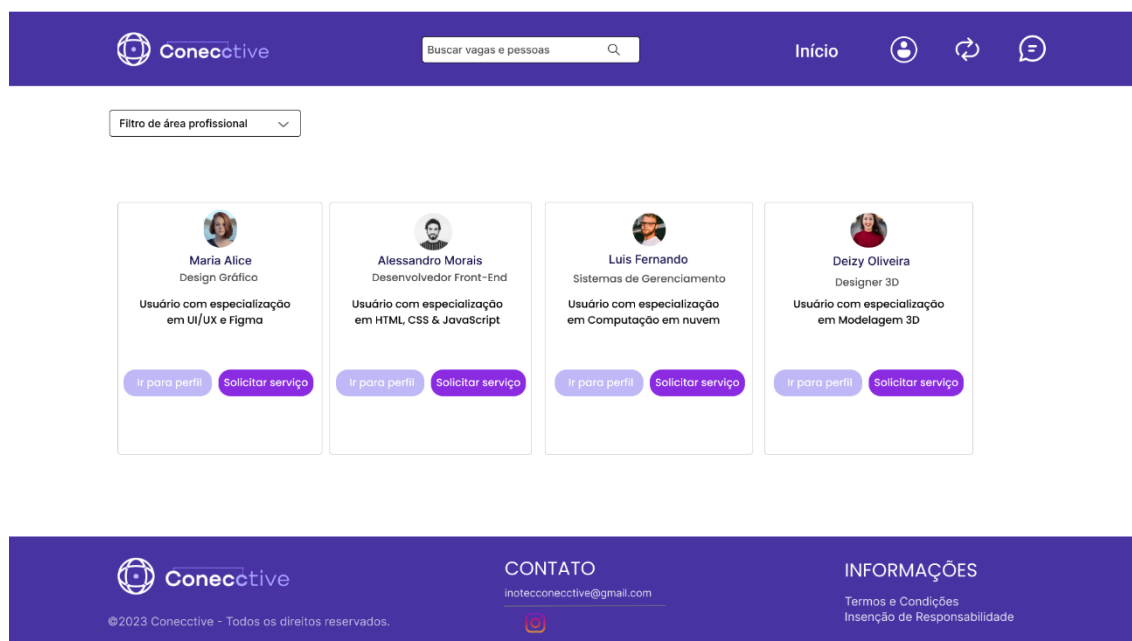 Conecctive
Buscar vagas e pessoas
Início
Filtro de área profissional
Maria Alice
Design Gráfico
Usuário com especialização
em UI/UX e Figma
Ir para perfil
Solicitar serviço
Alessandro Morais
Desenvolvedor Front-End
Usuário com especialização
em HTML, CSS & JavaScript
Ir para perfil
Solicitar serviço
Luis Fernando
Sistemas de Gerenciamento
Usuário com especialização
em Computação em nuvem
Ir para perfil
Solicitar serviço
Deizy Oliveira
Designer 3D
Usuário com especialização
em Modelagem 3D
Ir para perfil
Solicitar serviço
Conecctive
©2023 Conecctive - Todos os direitos reservados.
CONTATO
inotecconecctive@gmail.com
INFORMAÇÕES
Termos e Condições
Insenção de Responsabilidade